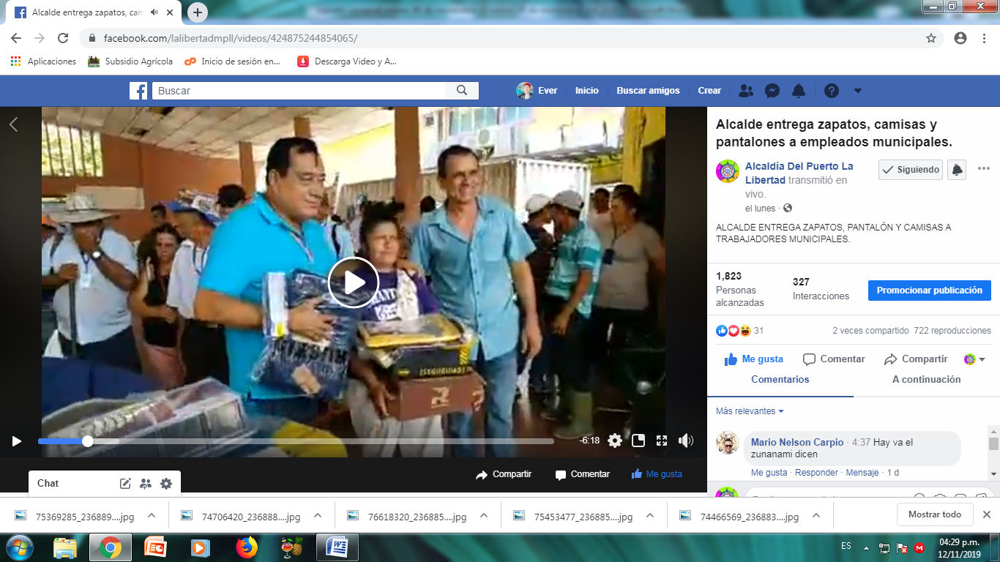 Alcalde entrega zapatos, cam
facebook.com/lalibertadmpll/videos/424875244854065/
Aplicaciones
Subsidio Agrícola
Inicio de sesión en...
Descarga Video y A...
Buscar
Ever
Inicio
Buscar amigos
Crear
Alcalde entrega zapatos, camisas y
pantalones a empleados municipales.
Alcaldía Del Puerto La
Libertad transmitió en
vivo.
Siguiendo
el lunes ·
ALCALDE ENTREGA ZAPATOS, PANTALÓN Y CAMISAS A
TRABAJADORES MUNICIPALES.
1,823
Personas
alcanzadas
327
Interacciones
Promocionar publicación
31
2 veces compartido 722 reproducciones
Me gusta
Comentar
Compartir
Comentarios
A continuación
Más relevantes
Mario Nelson Carpio · 4:37 Hay va el
zunanami dicen
Me gusta · Responder · Mensaje · 1 d
-6:18
Compartir
Comentar
Me gusta
Chat
75369285_236889....jpg
74706420_236888....jpg
76618320_236885....jpg
75453477_236885....jpg
74466569_236883....jpg
Mostrar todo
ES
04:29 p.m.
12/11/2019